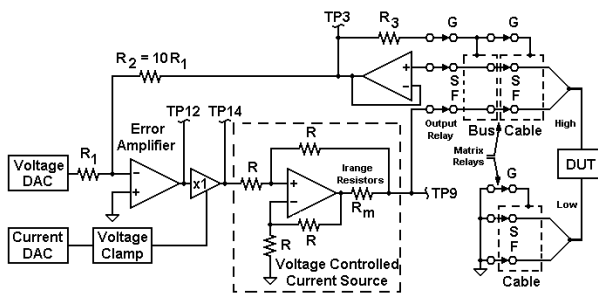 TP3
R3
G
G
R2 = 10R1
+
−
S
F
S
F
TP12
TP14
Error
Amplifier
Output
Relay
Bus
Cable
High
R
Irange
Resistors
Matrix
Relays
DUT
Voltage
DAC
R1
−
+
x1
R
+
−
Rm
TP9
G
Low
R
R
Current
DAC
Voltage
Clamp
Voltage Controlled
Current Source
S
F
Cable